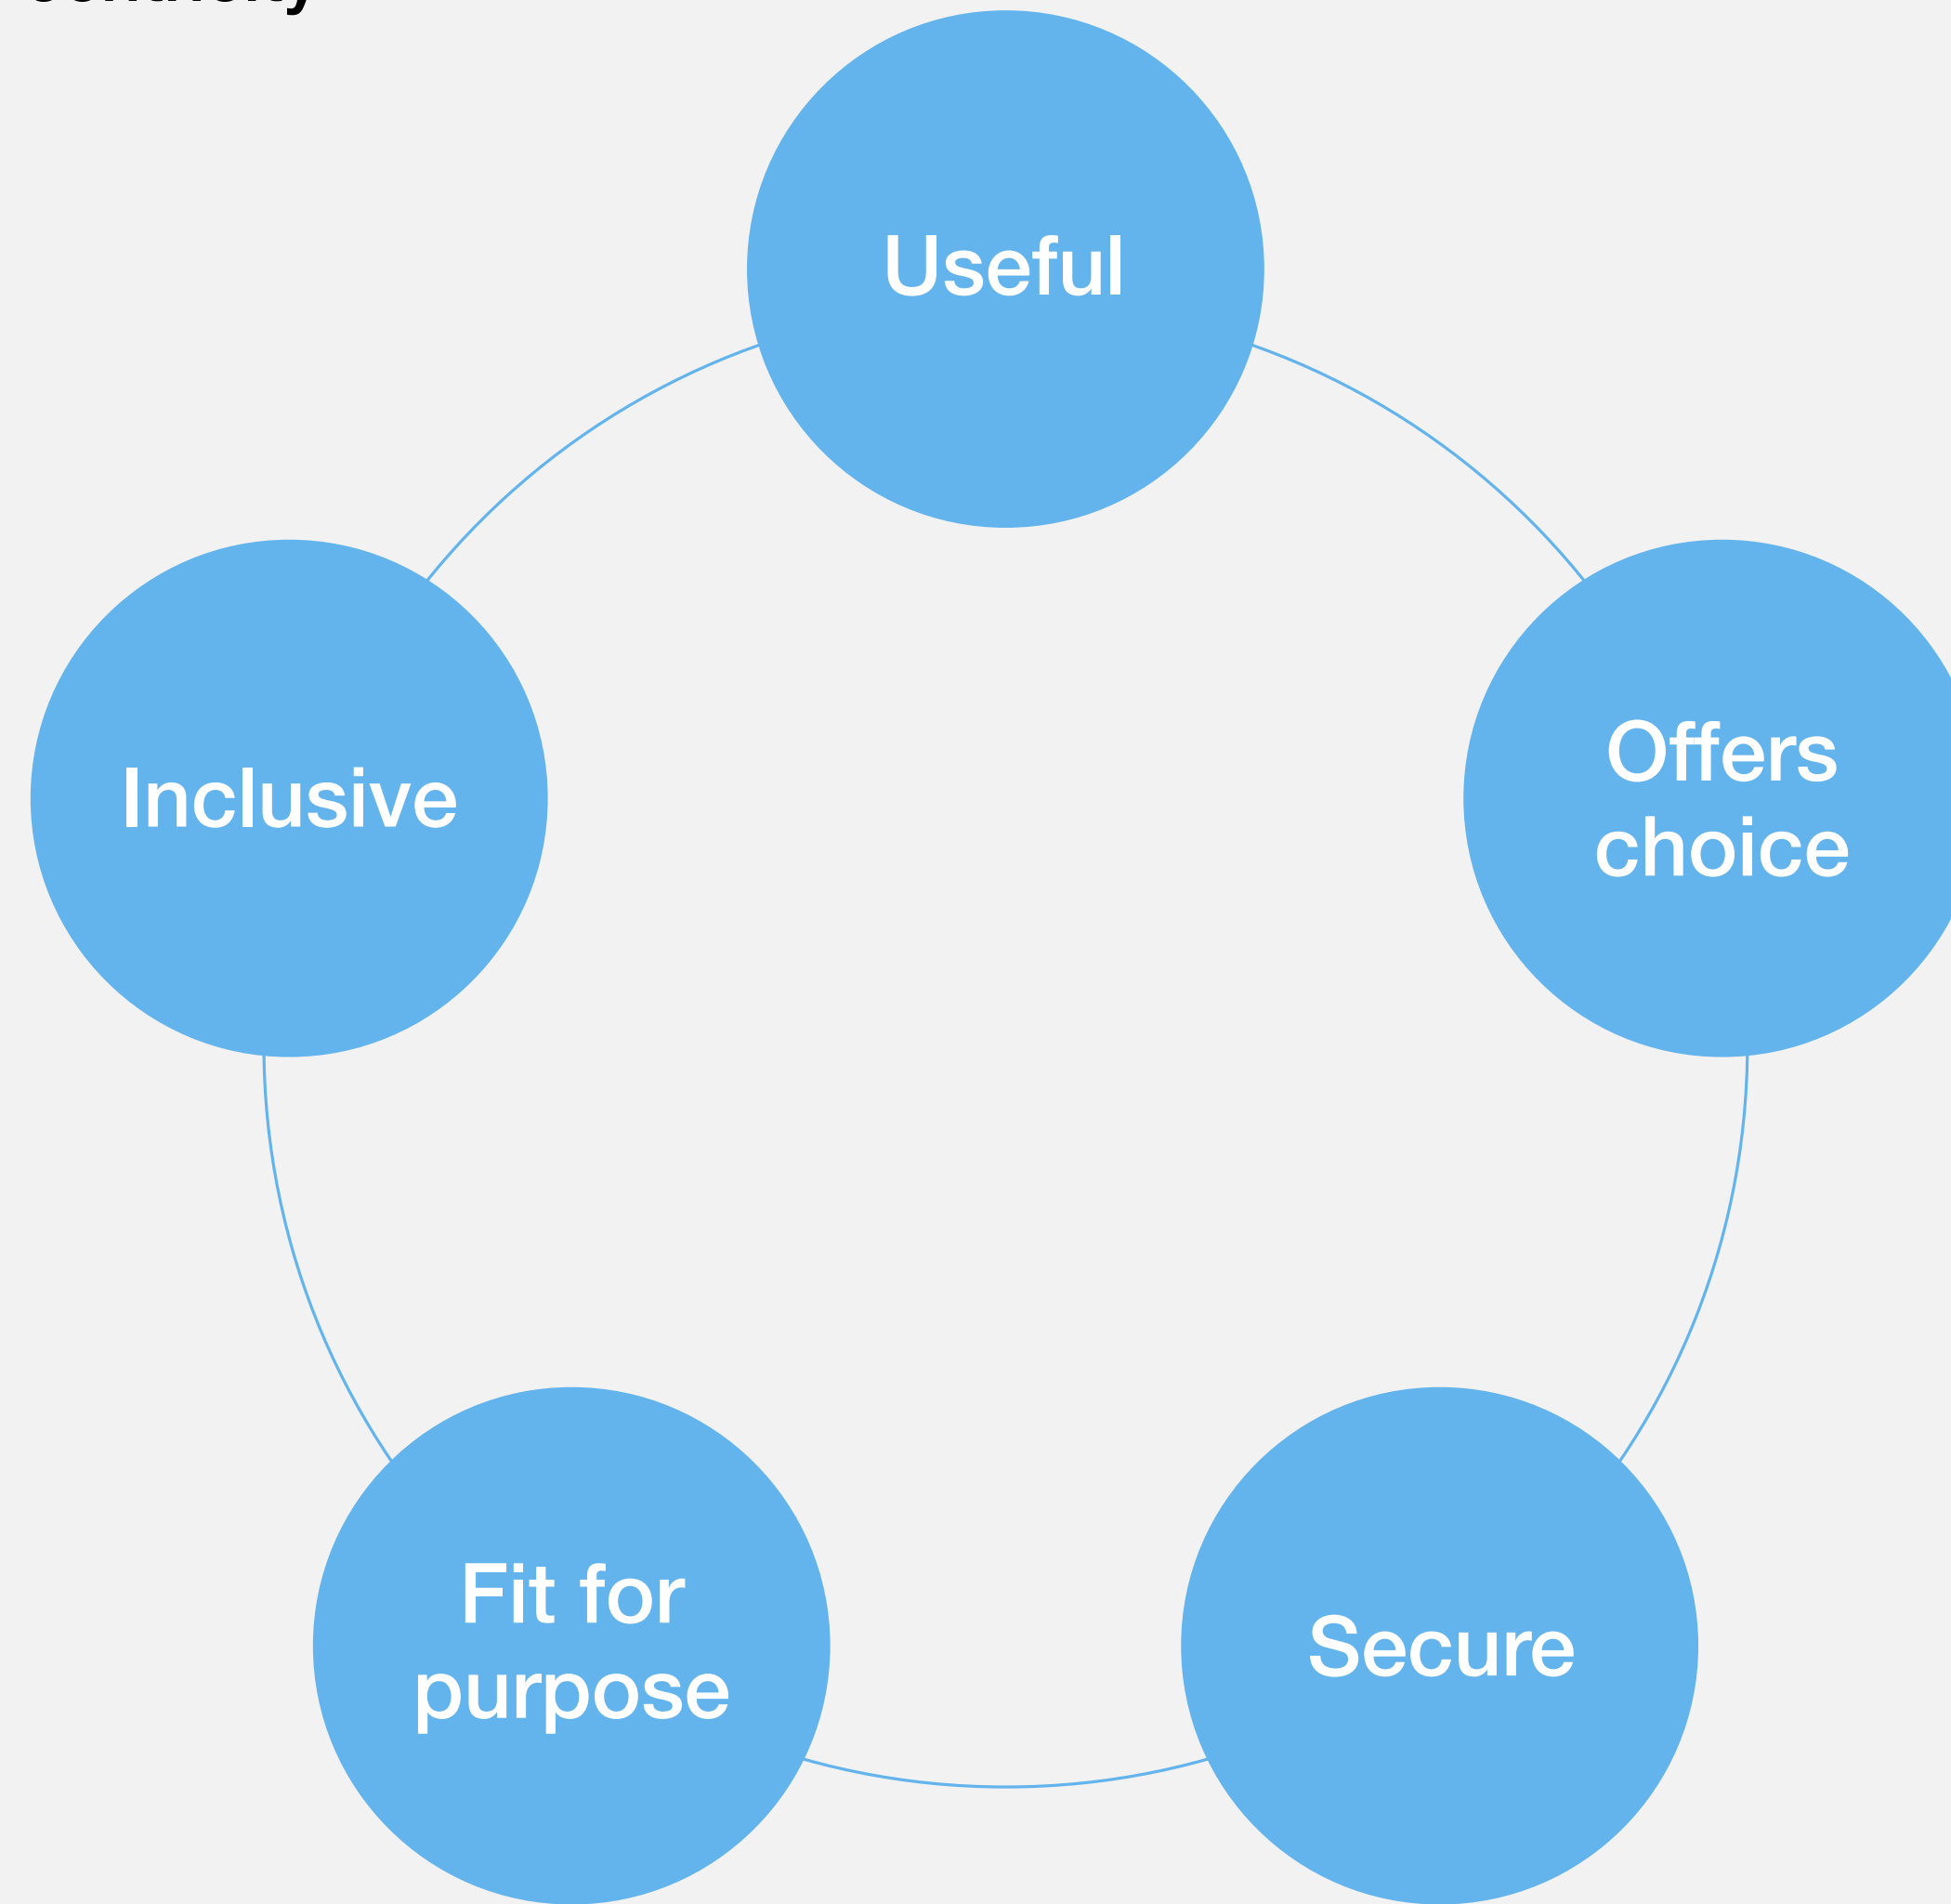 Useful
Offers
choice
Inclusive
Fit for
purpose
Secure